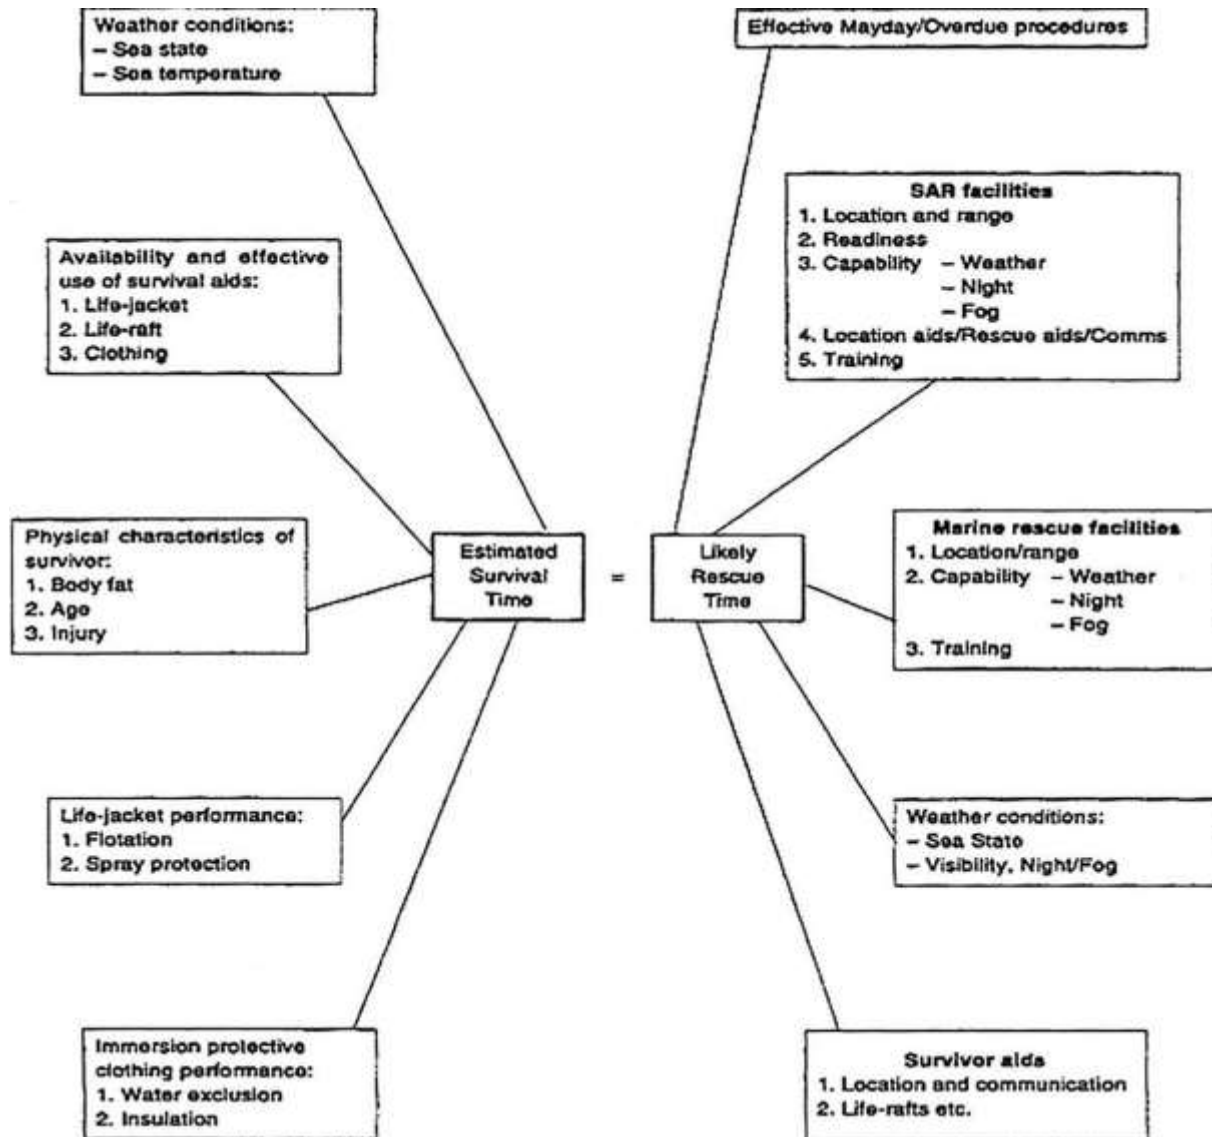 Weather conditions:
– Sea state
– Sea temperature
Availability and effective
use of survival aids:
1. Life-jacket
2. Life-raft
3. Clothing
Physical characteristics of
survivor:
1. Body fat
2. Age
3. Injury
Life-jacket performance:
1. Flotation
2. Spray protection
Immersion protective
clothing performance:
1. Water exclusion
2. Insulation
Estimated
Survival
Time
=
Likely
Rescue
Time
Effective Mayday/Overdue procedures
SAR facilities
1. Location and range
2. Readiness
3. Capability – Weather
– Night
– Fog
4. Location aids/Rescue aids/Comms
5. Training
Marine rescue facilities
1. Location/range
2. Capability – Weather
– Night
– Fog
3. Training
Weather conditions:
– Sea State
– Visibility, Night/Fog
Survivor aids
1. Location and communication
2. Life-rafts etc.